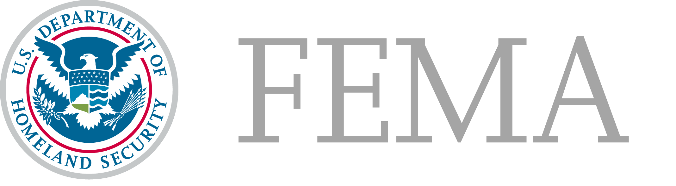 U.S. DEPARTMENT OF
HOMELAND SECURITY
FEMA